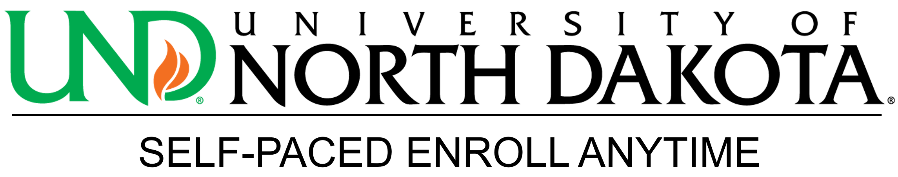 UND® UNIVERSITY OF
NORTH DAKOTA®
SELF-PACED ENROLL ANYTIME